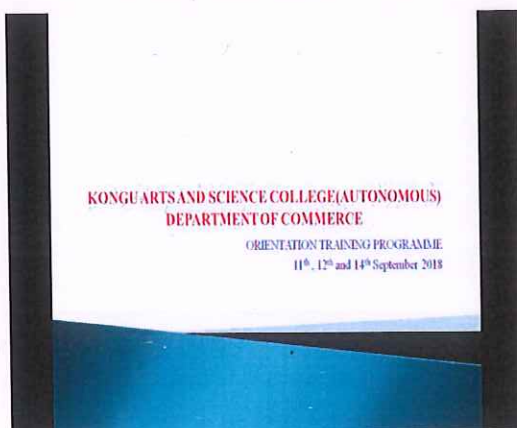 KONGU ARTS AND SCIENCE COLLEGE(AUTONOMOUS)
DEPARTMENT OF COMMERCE
ORIENTATION TRAINING PROGRAMME
11th, 12th and 14th September 2018